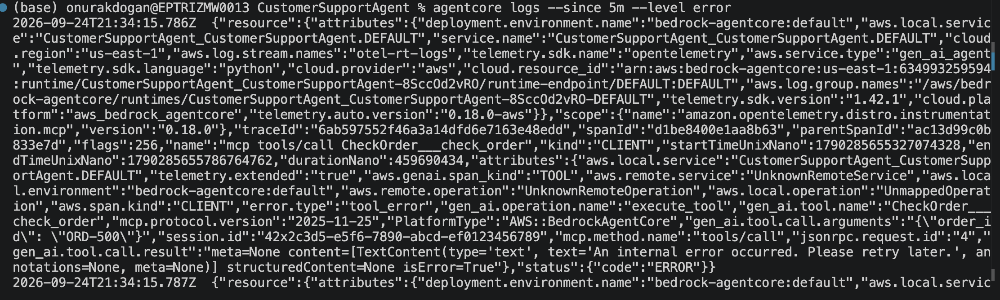 (base) onurakdogan@EPTRIZMW0013 CustomerSupportAgent % agentcore logs --since 5m --level error
2026-09-24T21:34:15.786Z  {"resource":{"attributes":{"deployment.environment.name":"bedrock-agentcore:default","aws.local.servic
e":"CustomerSupportAgent_CustomerSupportAgent.DEFAULT","service.name":"CustomerSupportAgent_CustomerSupportAgent.DEFAULT","cloud
.region":"us-east-1","aws.log.stream.names":"otel-rt-logs","telemetry.sdk.name":"opentelemetry","aws.service.type":"gen_ai_agent
","telemetry.sdk.language":"python","cloud.provider":"aws","cloud.resource_id":"arn:aws:bedrock-agentcore:us-east-1:634993259594
:runtime/CustomerSupportAgent_CustomerSupportAgent-8SccOd2vRO/runtime-endpoint/DEFAULT:DEFAULT","aws.log.group.names":"/aws/bedr
ock-agentcore/runtimes/CustomerSupportAgent_CustomerSupportAgent-8SccOd2vRO-DEFAULT","telemetry.sdk.version":"1.42.1","cloud.pla
tform":"aws_bedrock_agentcore","telemetry.auto.version":"0.18.0-aws"}},"scope":{"name":"amazon.opentelemetry.distro.instrumentat
ion.mcp","version":"0.18.0"},"traceId":"6ab597552f46a3a14dfd6e7163e48edd","spanId":"d1be8400e1aa8b63","parentSpanId":"ac13d99c0b
833e7d","flags":256,"name":"mcp tools/call CheckOrder___check_order","kind":"CLIENT","startTimeUnixNano":1790285655327074328,"en
dTimeUnixNano":1790285655786764762,"durationNano":459690434,"attributes":{"aws.local.service":"CustomerSupportAgent_CustomerSupp
ortAgent.DEFAULT","telemetry.extended":"true","aws.genai.span_kind":"TOOL","aws.remote.service":"UnknownRemoteService","aws.loca
l.environment":"bedrock-agentcore:default","aws.remote.operation":"UnknownRemoteOperation","aws.local.operation":"UnmappedOperat
ion","aws.span.kind":"CLIENT","error.type":"tool_error","gen_ai.operation.name":"execute_tool","gen_ai.tool.name":"CheckOrder___
check_order","mcp.protocol.version":"2025-11-25","PlatformType":"AWS::BedrockAgentCore","gen_ai.tool.call.arguments":"{\"order_i
d\": \"ORD-500\"}","session.id":"42x2c3d5-e5f6-7890-abcd-ef0123456789","mcp.method.name":"tools/call","jsonrpc.request.id":"4","
gen_ai.tool.call.result":"meta=None content=[TextContent(type='text', text='An internal error occurred. Please retry later.', an
notations=None, meta=None)] structuredContent=None isError=True"},"status":{"code":"ERROR"}}
2026-09-24T21:34:15.787Z  {"resource":{"attributes":{"deployment.environment.name":"bedrock-agentcore:default","aws.local.servic